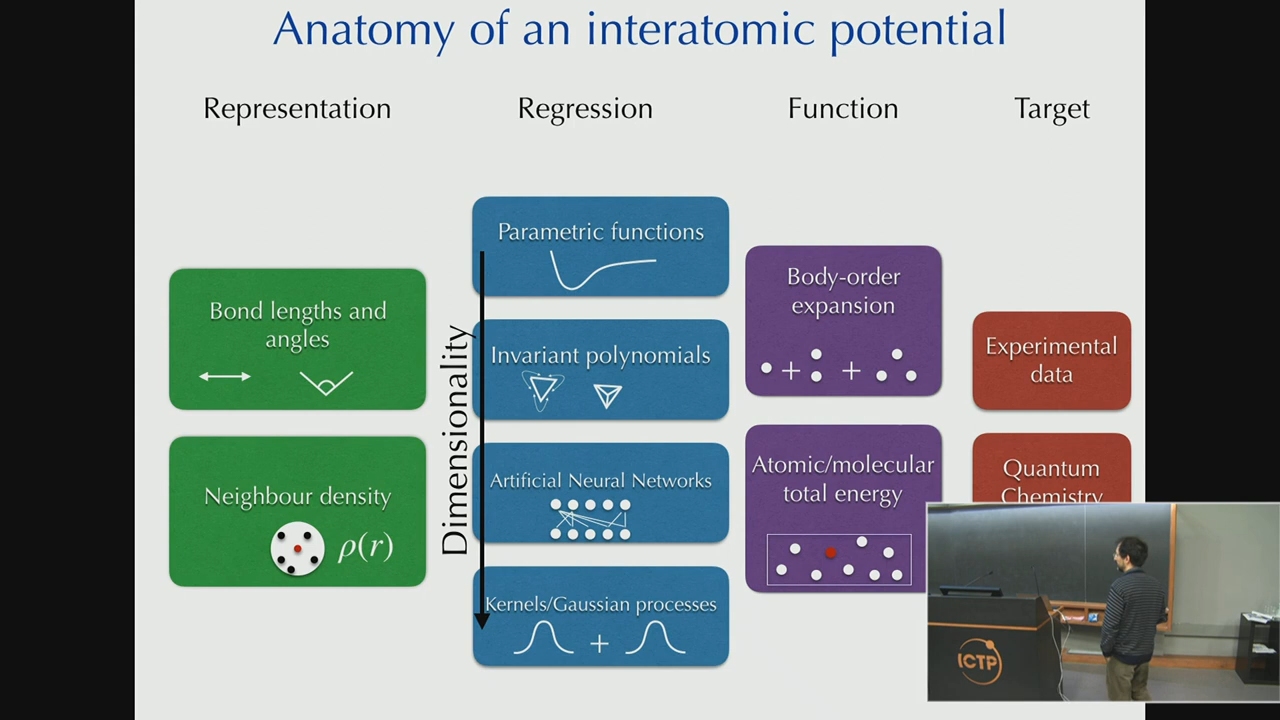 Anatomy of an interatomic potential
Representation
Regression
Function
Target
Bond lengths and
angles
Neighbour density
ρ(r)
Dimensionality
Parametric functions
Invariant polynomials
Artificial Neural Networks
Kernels/Gaussian processes
+
Body-order
expansion
+ +
Atomic/molecular
total energy
Experimental
data
Quantum
Chemistry
ICTP